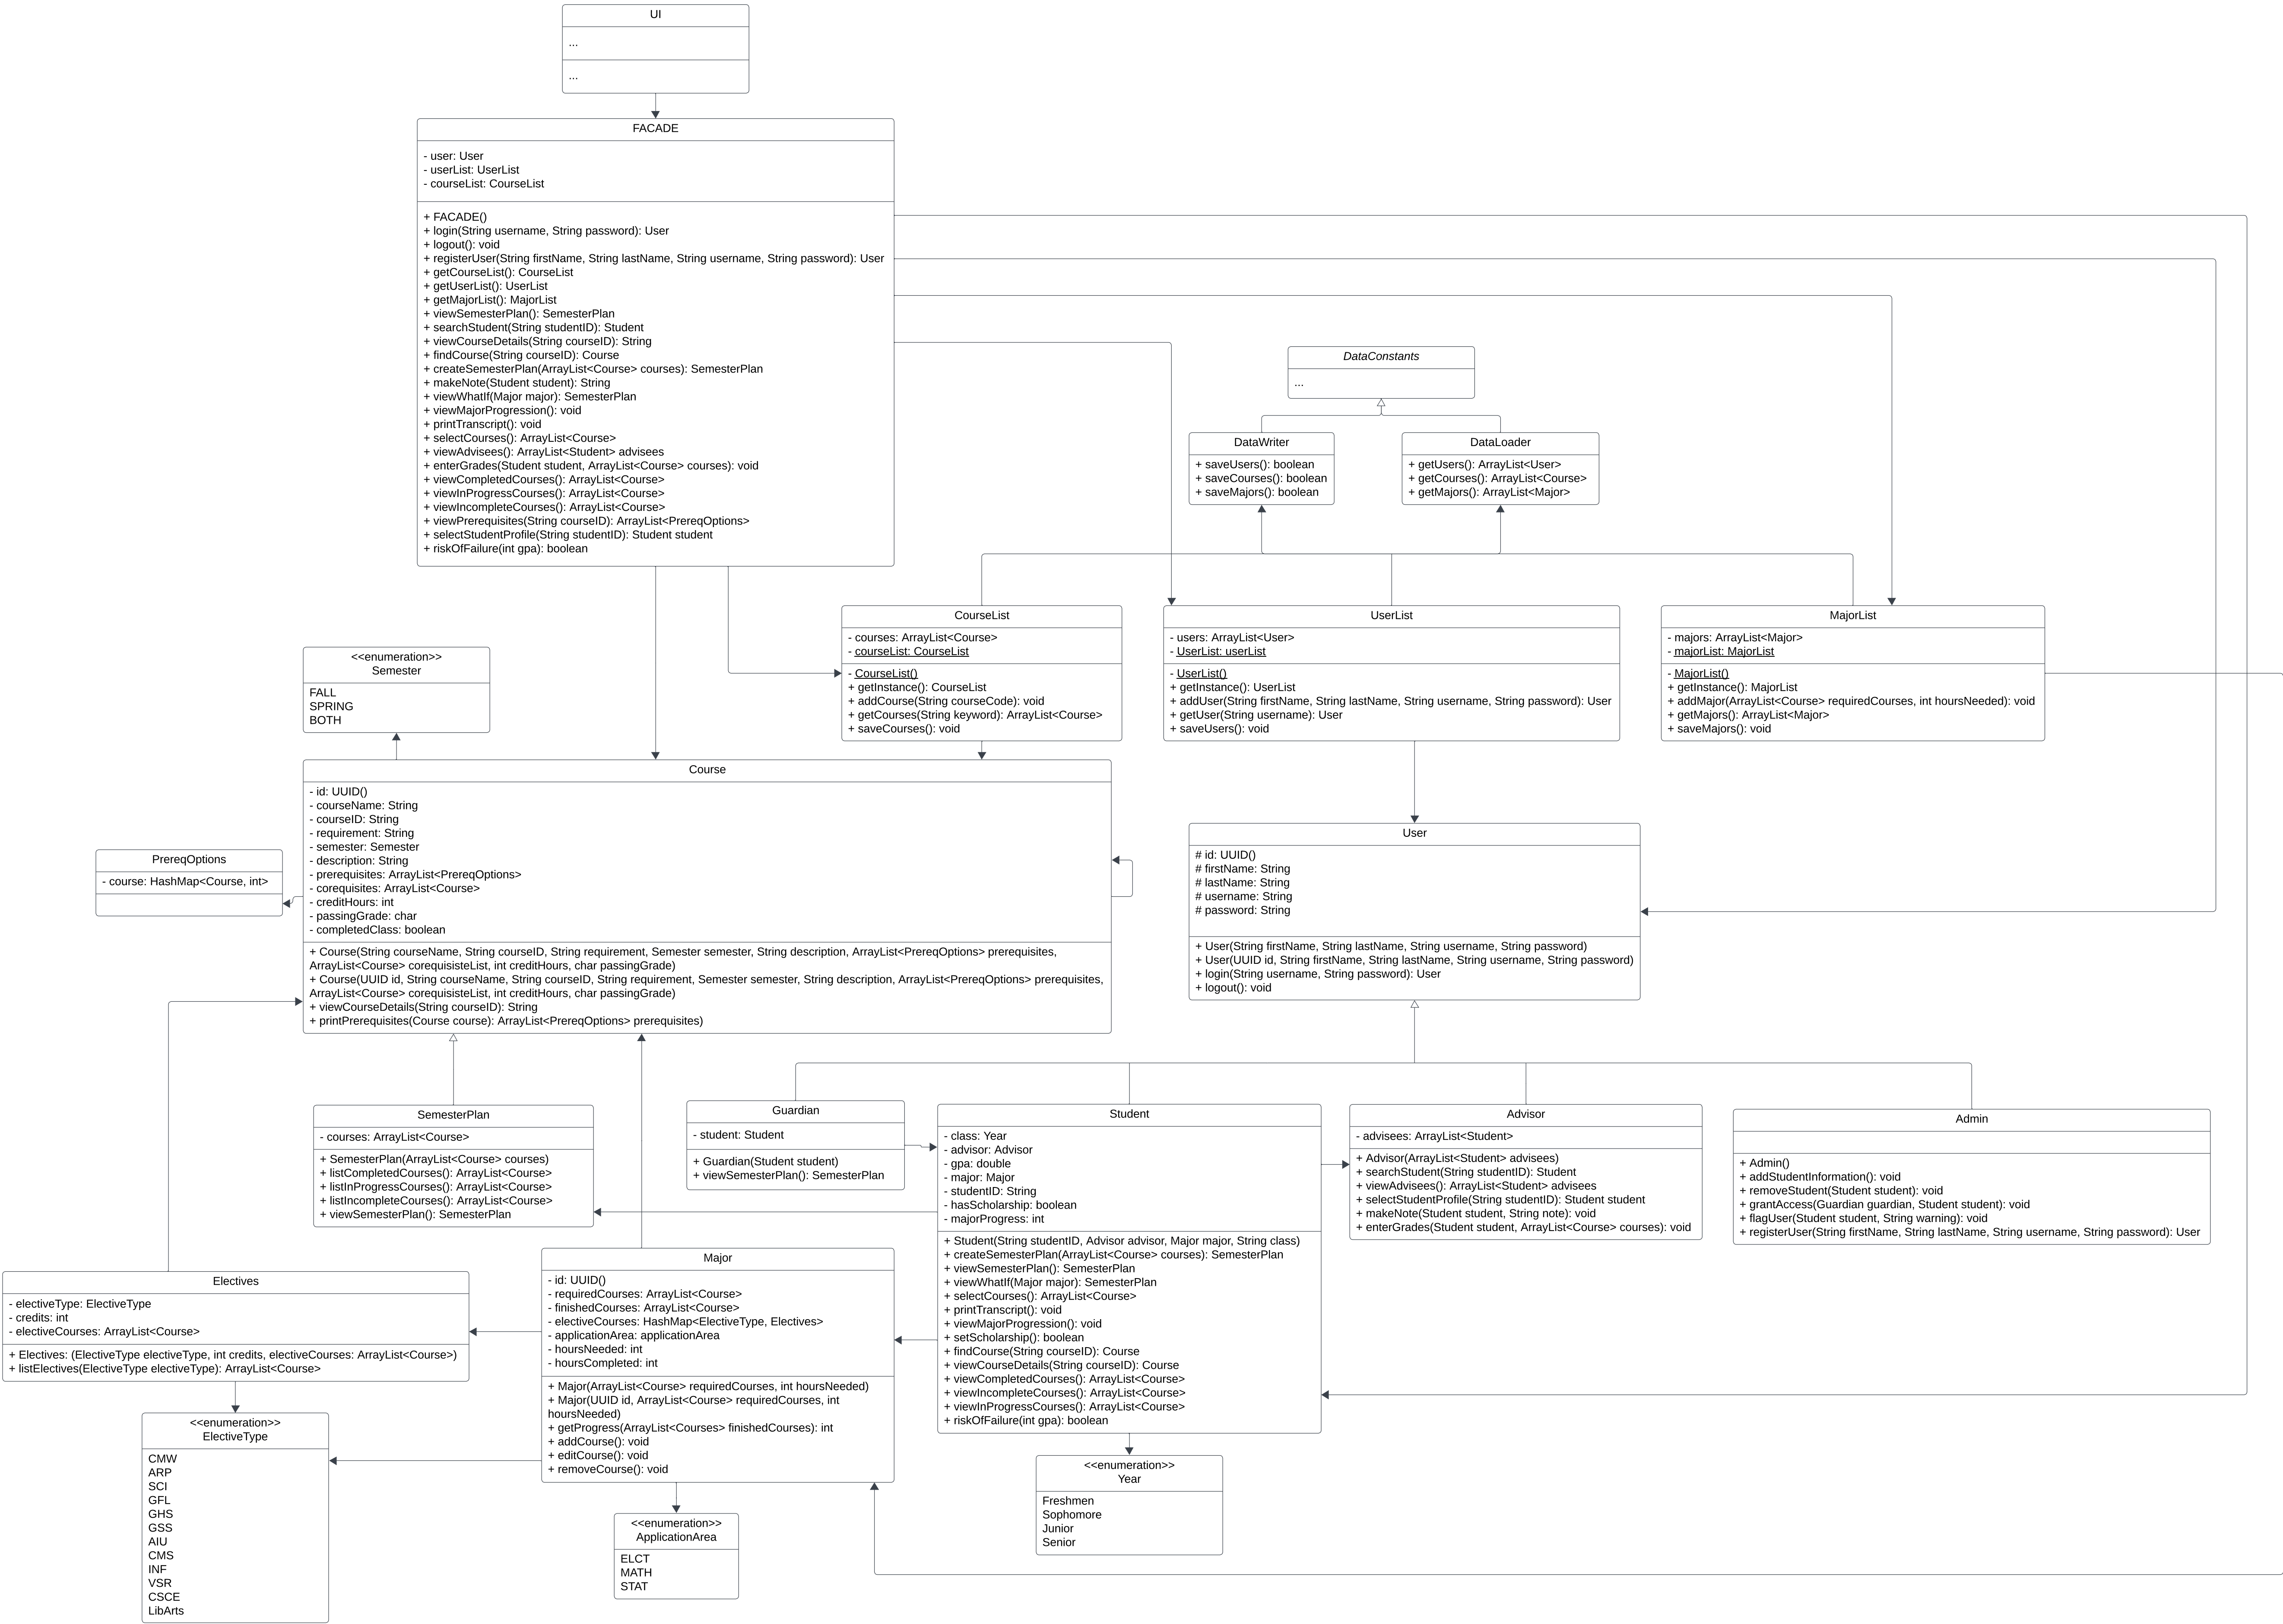 UI
...
...
FACADE
- user: User
- userList: UserList
- courseList: CourseList
+ FACADE()
+ login(String username, String password): User
+ logout(): void
+ registerUser(String firstName, String lastName, String username, String password): User
+ getCourseList(): CourseList
+ getUserList(): UserList
+ getMajorList(): MajorList
+ viewSemesterPlan(): SemesterPlan
+ searchStudent(String studentID): Student
+ viewCourseDetails(String courseID): String
+ findCourse(String courseID): Course
+ createSemesterPlan(ArrayList<Course> courses): SemesterPlan
+ makeNote(Student student): String
+ viewWhatIf(Major major): SemesterPlan
+ viewMajorProgression(): void
+ printTranscript(): void
+ selectCourses(): ArrayList<Course>
+ viewAdvisees(): ArrayList<Student> advisees
+ enterGrades(Student student, ArrayList<Course> courses): void
+ viewCompletedCourses(): ArrayList<Course>
+ viewInProgressCourses(): ArrayList<Course>
+ viewIncompleteCourses(): ArrayList<Course>
+ viewPrerequisites(String courseID): ArrayList<PrereqOptions>
+ selectStudentProfile(String studentID): Student student
+ riskOfFailure(int gpa): boolean
DataConstants
...
DataWriter
+ saveUsers(): boolean
+ saveCourses(): boolean
+ saveMajors(): boolean
DataLoader
+ getUsers(): ArrayList<User>
+ getCourses(): ArrayList<Course>
+ getMajors(): ArrayList<Major>
CourseList
- courses: ArrayList<Course>
- courseList: CourseList
- CourseList()
+ getInstance(): CourseList
+ addCourse(String courseCode): void
+ getCourses(String keyword): ArrayList<Course>
+ saveCourses(): void
UserList
- users: ArrayList<User>
- UserList: userList
- UserList()
+ getInstance(): UserList
+ addUser(String firstName, String lastName, String username, String password): User
+ getUser(String username): User
+ saveUsers(): void
MajorList
- majors: ArrayList<Major>
- majorList: MajorList
- MajorList()
+ getInstance(): MajorList
+ addMajor(ArrayList<Course> requiredCourses, int hoursNeeded): void
+ getMajors(): ArrayList<Major>
+ saveMajors(): void
<<enumeration>>
Semester
FALL
SPRING
BOTH
Course
- id: UUID()
- courseName: String
- courseID: String
- requirement: String
- semester: Semester
- description: String
- prerequisites: ArrayList<PrereqOptions>
- corequisites: ArrayList<Course>
- creditHours: int
- passingGrade: char
- completedClass: boolean
+ Course(String courseName, String courseID, String requirement, Semester semester, String description, ArrayList<PrereqOptions> prerequisites,
ArrayList<Course> corequisisteList, int creditHours, char passingGrade)
+ Course(UUID id, String courseName, String courseID, String requirement, Semester semester, String description, ArrayList<PrereqOptions> prerequisites,
ArrayList<Course> corequisisteList, int creditHours, char passingGrade)
+ viewCourseDetails(String courseID): String
+ printPrerequisites(Course course): ArrayList<PrereqOptions> prerequisites)
PrereqOptions
- course: HashMap<Course, int>
User
# id: UUID()
# firstName: String
# lastName: String
# username: String
# password: String
+ User(String firstName, String lastName, String username, String password)
+ User(UUID id, String firstName, String lastName, String username, String password)
+ login(String username, String password): User
+ logout(): void
SemesterPlan
- courses: ArrayList<Course>
+ SemesterPlan(ArrayList<Course> courses)
+ listCompletedCourses(): ArrayList<Course>
+ listInProgressCourses(): ArrayList<Course>
+ listIncompleteCourses(): ArrayList<Course>
+ viewSemesterPlan(): SemesterPlan
Guardian
- student: Student
+ Guardian(Student student)
+ viewSemesterPlan(): SemesterPlan
Student
- class: Year
- advisor: Advisor
- gpa: double
- major: Major
- studentID: String
- hasScholarship: boolean
- majorProgress: int
+ Student(String studentID, Advisor advisor, Major major, String class)
+ createSemesterPlan(ArrayList<Course> courses): SemesterPlan
+ viewSemesterPlan(): SemesterPlan
+ viewWhatIf(Major major): SemesterPlan
+ selectCourses(): ArrayList<Course>
+ printTranscript(): void
+ viewMajorProgression(): void
+ setScholarship(): boolean
+ findCourse(String courseID): Course
+ viewCourseDetails(String courseID): Course
+ viewCompletedCourses(): ArrayList<Course>
+ viewIncompleteCourses(): ArrayList<Course>
+ viewInProgressCourses(): ArrayList<Course>
+ riskOfFailure(int gpa): boolean
Advisor
- advisees: ArrayList<Student>
+ Advisor(ArrayList<Student> advisees)
+ searchStudent(String studentID): Student
+ viewAdvisees(): ArrayList<Student> advisees
+ selectStudentProfile(String studentID): Student student
+ makeNote(Student student, String note): void
+ enterGrades(Student student, ArrayList<Course> courses): void
Admin
+ Admin()
+ addStudentInformation(): void
+ removeStudent(Student student): void
+ grantAccess(Guardian guardian, Student student): void
+ flagUser(Student student, String warning): void
+ registerUser(String firstName, String lastName, String username, String password): User
Major
- id: UUID()
- requiredCourses: ArrayList<Course>
- finishedCourses: ArrayList<Course>
- electiveCourses: HashMap<ElectiveType, Electives>
- applicationArea: applicationArea
- hoursNeeded: int
- hoursCompleted: int
+ Major(ArrayList<Course> requiredCourses, int hoursNeeded)
+ Major(UUID id, ArrayList<Course> requiredCourses, int
hoursNeeded)
+ getProgress(ArrayList<Courses> finishedCourses): int
+ addCourse(): void
+ editCourse(): void
+ removeCourse(): void
Electives
- electiveType: ElectiveType
- credits: int
- electiveCourses: ArrayList<Course>
+ Electives: (ElectiveType electiveType, int credits, electiveCourses: ArrayList<Course>)
+ listElectives(ElectiveType electiveType): ArrayList<Course>
<<enumeration>>
ElectiveType
CMW
ARP
SCI
GFL
GHS
GSS
AIU
CMS
INF
VSR
CSCE
LibArts
<<enumeration>>
ApplicationArea
ELCT
MATH
STAT
<<enumeration>>
Year
Freshmen
Sophomore
Junior
Senior